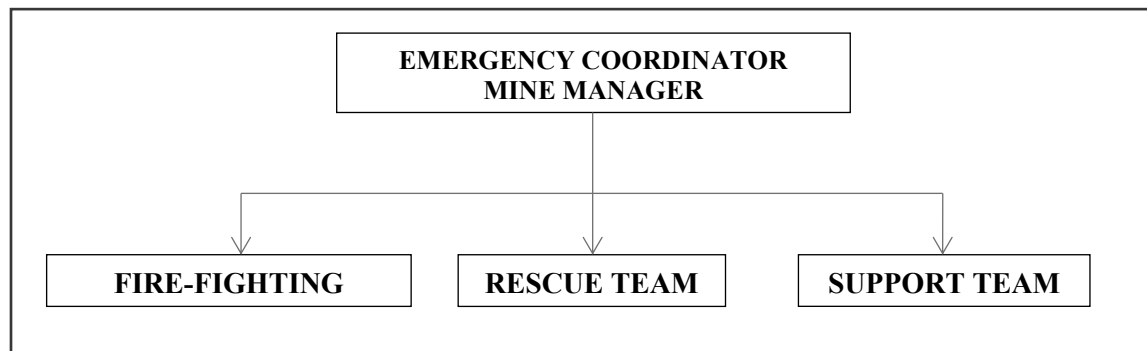 EMERGENCY COORDINATOR
MINE MANAGER
FIRE-FIGHTING
RESCUE TEAM
SUPPORT TEAM